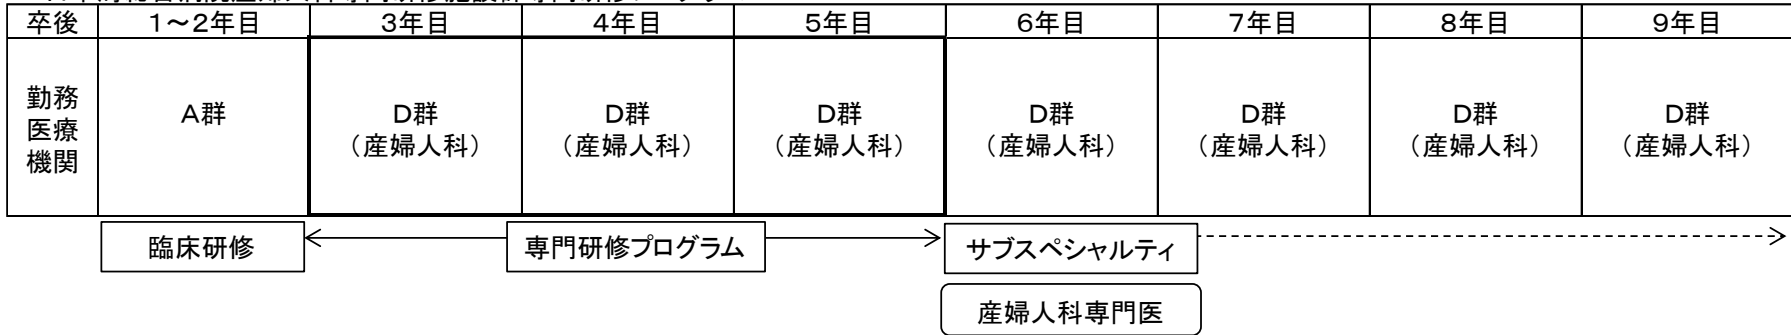 卒後 1～2年目 3年目 4年目 5年目 6年目 7年目 8年目 9年目
勤務
医療
機関
A群
D群
（産婦人科）
D群
（産婦人科）
D群
（産婦人科）
D群
（産婦人科）
D群
（産婦人科）
D群
（産婦人科）
D群
（産婦人科）
臨床研修
専門研修プログラム
サブスペシャルティ
産婦人科専門医